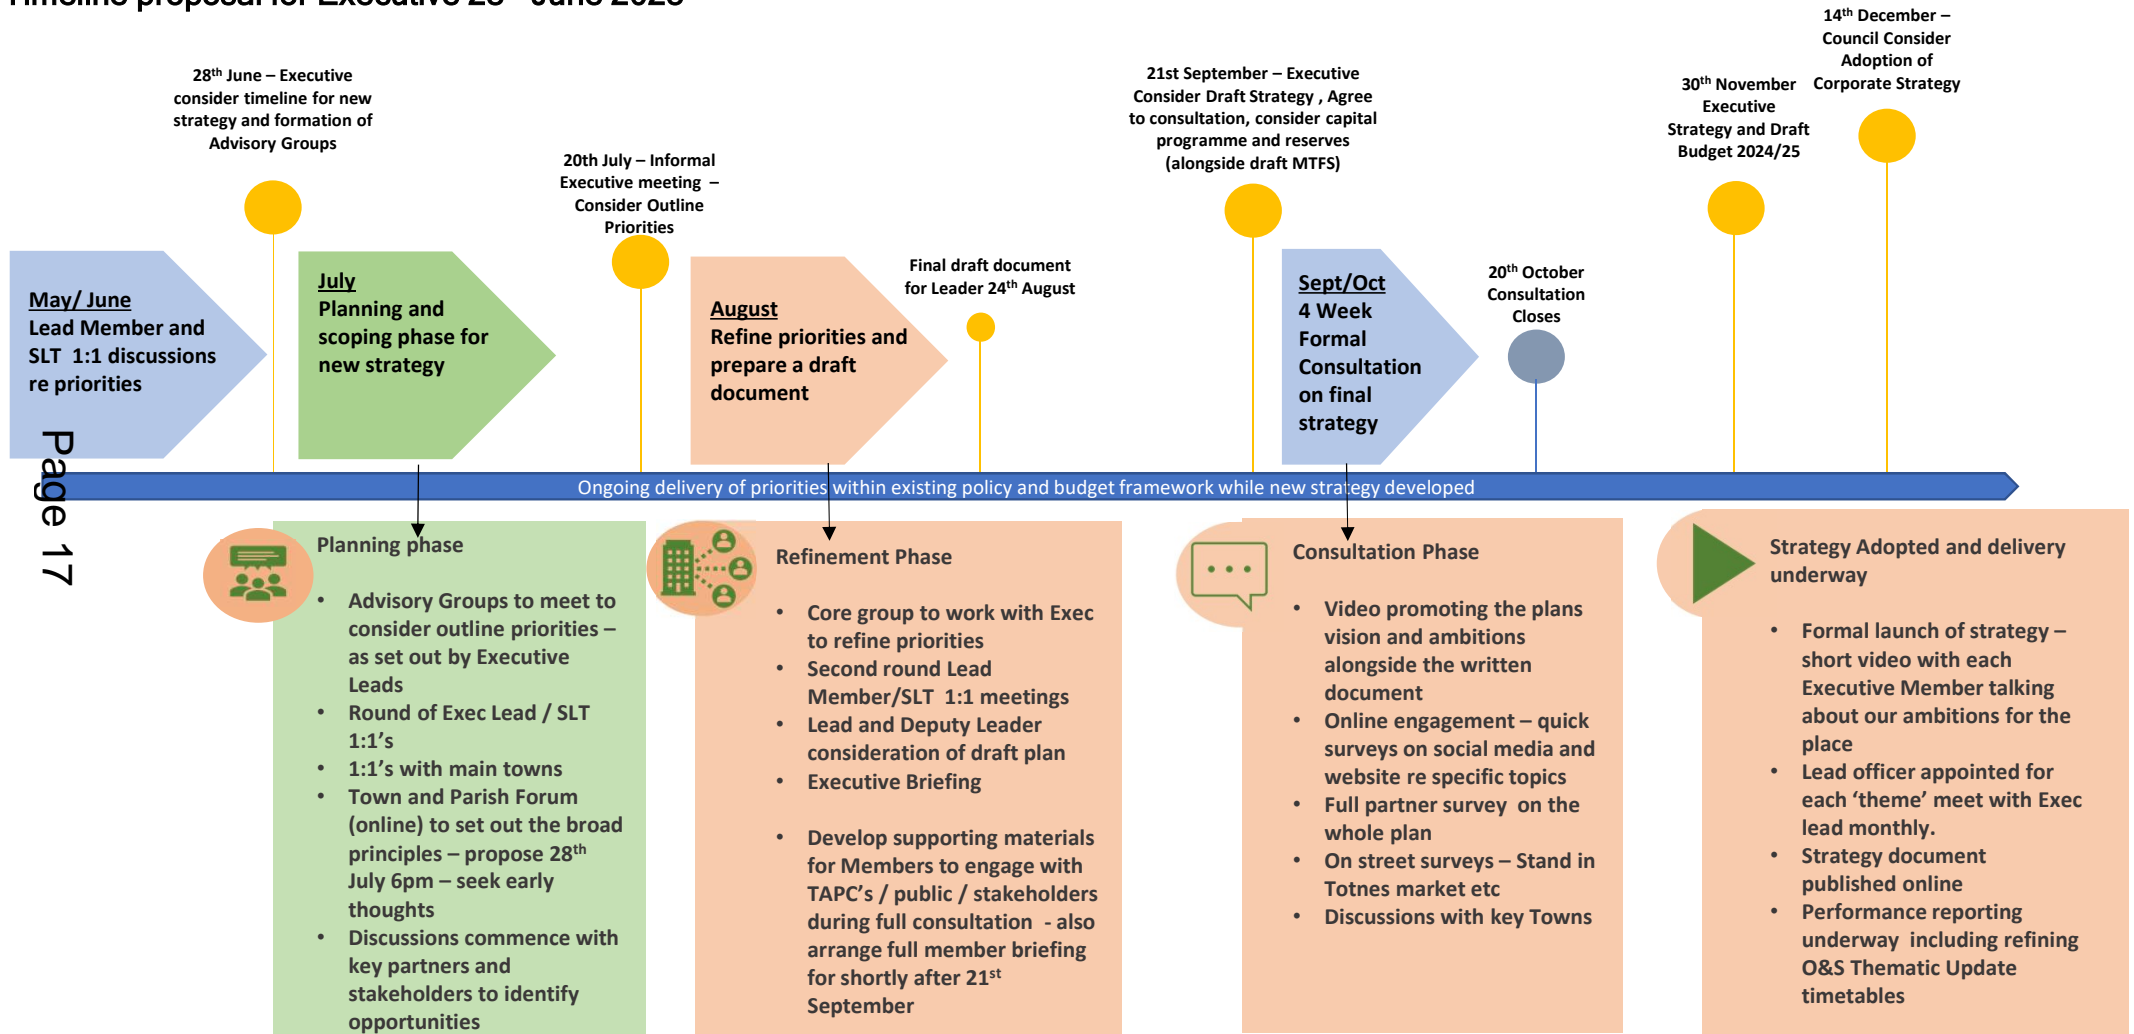 Timeline proposal for Executive 28th June 2023
28th June – Executive
consider timeline for new
strategy and formation of
Advisory Groups
20th July – Informal
Executive meeting –
Consider Outline
Priorities
Final draft document
for Leader 24th August
21st September – Executive
Consider Draft Strategy , Agree
to consultation, consider capital
programme and reserves
(alongside draft MTFS)
20th October
Consultation
Closes
30th November
Executive
Strategy and Draft
Budget 2024/25
14th December –
Council Consider
Adoption of
Corporate Strategy
May/ June
Lead Member and
SLT 1:1 discussions
re priorities
July
Planning and
scoping phase for
new strategy
August
Refine priorities and
prepare a draft
document
Sept/Oct
4 Week
Formal
Consultation
on final
strategy
Page 17
Ongoing delivery of priorities within existing policy and budget framework while new strategy developed
Planning phase
• Advisory Groups to meet to
consider outline priorities –
as set out by Executive
Leads
• Round of Exec Lead / SLT
1:1's
• 1:1's with main towns
• Town and Parish Forum
(online) to set out the broad
principles – propose 28th
July 6pm – seek early
thoughts
• Discussions commence with
key partners and
stakeholders to identify
opportunities
Refinement Phase
• Core group to work with Exec
to refine priorities
• Second round Lead
Member/SLT 1:1 meetings
• Lead and Deputy Leader
consideration of draft plan
• Executive Briefing
• Develop supporting materials
for Members to engage with
TAPC's / public / stakeholders
during full consultation - also
arrange full member briefing
for shortly after 21st
September
Consultation Phase
• Video promoting the plans
vision and ambitions
alongside the written
document
• Online engagement – quick
surveys on social media and
website re specific topics
• Full partner survey on the
whole plan
• On street surveys – Stand in
Totnes market etc
• Discussions with key Towns
Strategy Adopted and delivery
underway
• Formal launch of strategy –
short video with each
Executive Member talking
about our ambitions for the
place
• Lead officer appointed for
each 'theme' meet with Exec
lead monthly.
• Strategy document
published online
• Performance reporting
underway including refining
O&S Thematic Update
timetables